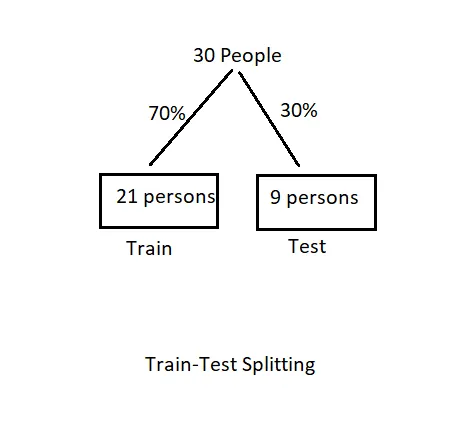 30 People
70%
30%
21 persons
9 persons
Train
Test
Train-Test Splitting